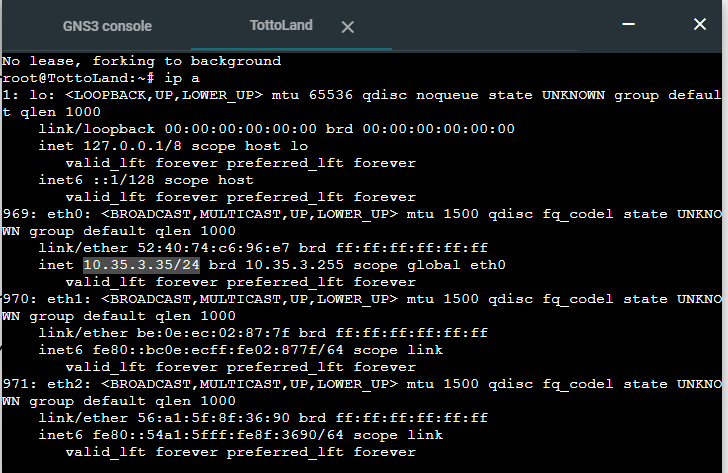 GNS3 console
TottoLand
No lease, forking to background
root@TottoLand:~# ip a
1: lo: <LOOPBACK,UP,LOWER_UP> mtu 65536 qdisc noqueue state UNKNOWN group defaul
t qlen 1000
    link/loopback 00:00:00:00:00:00 brd 00:00:00:00:00:00
    inet 127.0.0.1/8 scope host lo
       valid_lft forever preferred_lft forever
    inet6 ::1/128 scope host
       valid_lft forever preferred_lft forever
969: eth0: <BROADCAST,MULTICAST,UP,LOWER_UP> mtu 1500 qdisc fq_codel state UNKNO
WN group default qlen 1000
    link/ether 52:40:74:c6:96:e7 brd ff:ff:ff:ff:ff:ff
    inet 10.35.3.35/24 brd 10.35.3.255 scope global eth0
       valid_lft forever preferred_lft forever
970: eth1: <BROADCAST,MULTICAST,UP,LOWER_UP> mtu 1500 qdisc fq_codel state UNKNO
WN group default qlen 1000
    link/ether be:0e:ec:02:87:7f brd ff:ff:ff:ff:ff:ff
    inet6 fe80::bc0e:ecff:fe02:877f/64 scope link
       valid_lft forever preferred_lft forever
971: eth2: <BROADCAST,MULTICAST,UP,LOWER_UP> mtu 1500 qdisc fq_codel state UNKNO
WN group default qlen 1000
    link/ether 56:a1:5f:8f:36:90 brd ff:ff:ff:ff:ff:ff
    inet6 fe80::54a1:5fff:fe8f:3690/64 scope link
       valid_lft forever preferred_lft forever